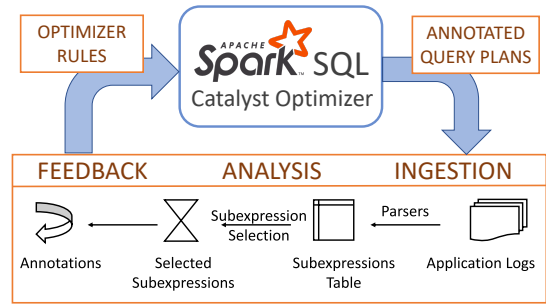 OPTIMIZER
RULES
APACHE
Spark™ SQL
Catalyst Optimizer
ANNOTATED
QUERY PLANS
FEEDBACK
ANALYSIS
INGESTION
Subexpression
Selection
Parsers
Annotations
Selected
Subexpressions
Subexpressions
Table
Application Logs